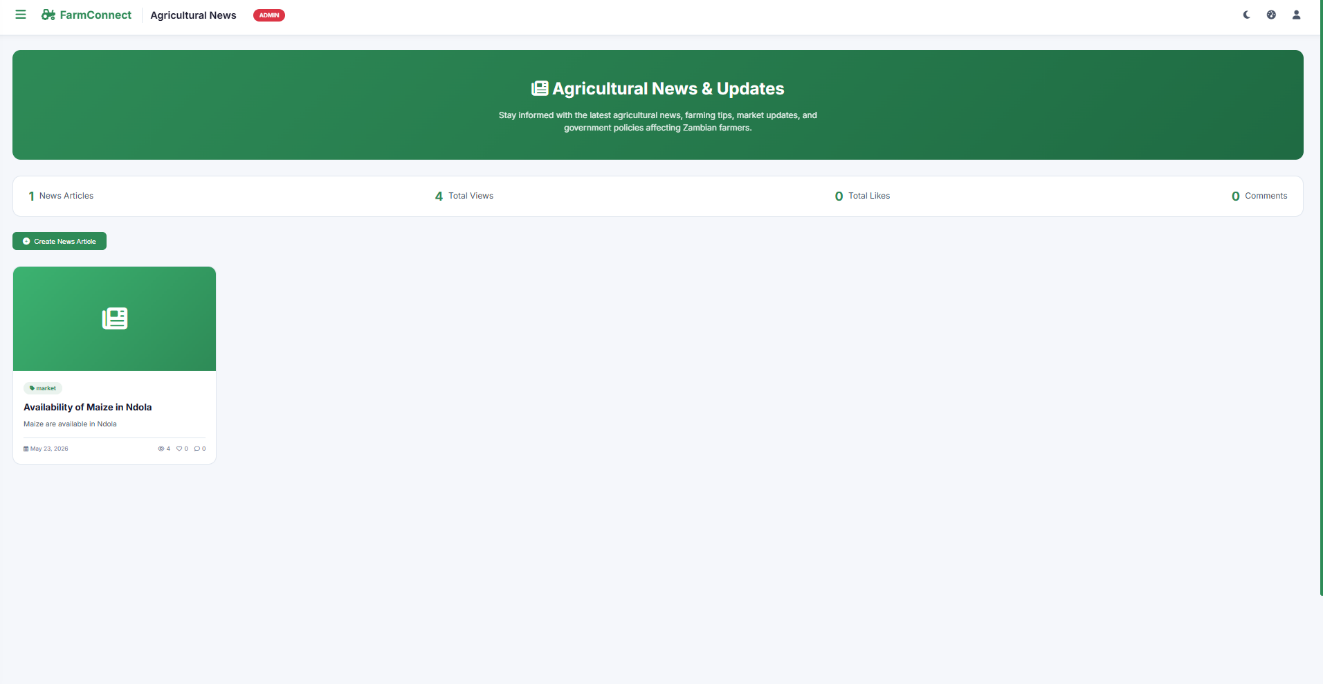 FarmConnect Agricultural News ADMIN
Agricultural News & Updates
Stay informed with the latest agricultural news, farming tips, market updates, and
government policies affecting Zambian farmers.
1 News Articles 4 Total Views 0 Total Likes 0 Comments
Create News Article
market
Availability of Maize in Ndola
Maize are available in Ndola
May 23, 2026 4 0 0